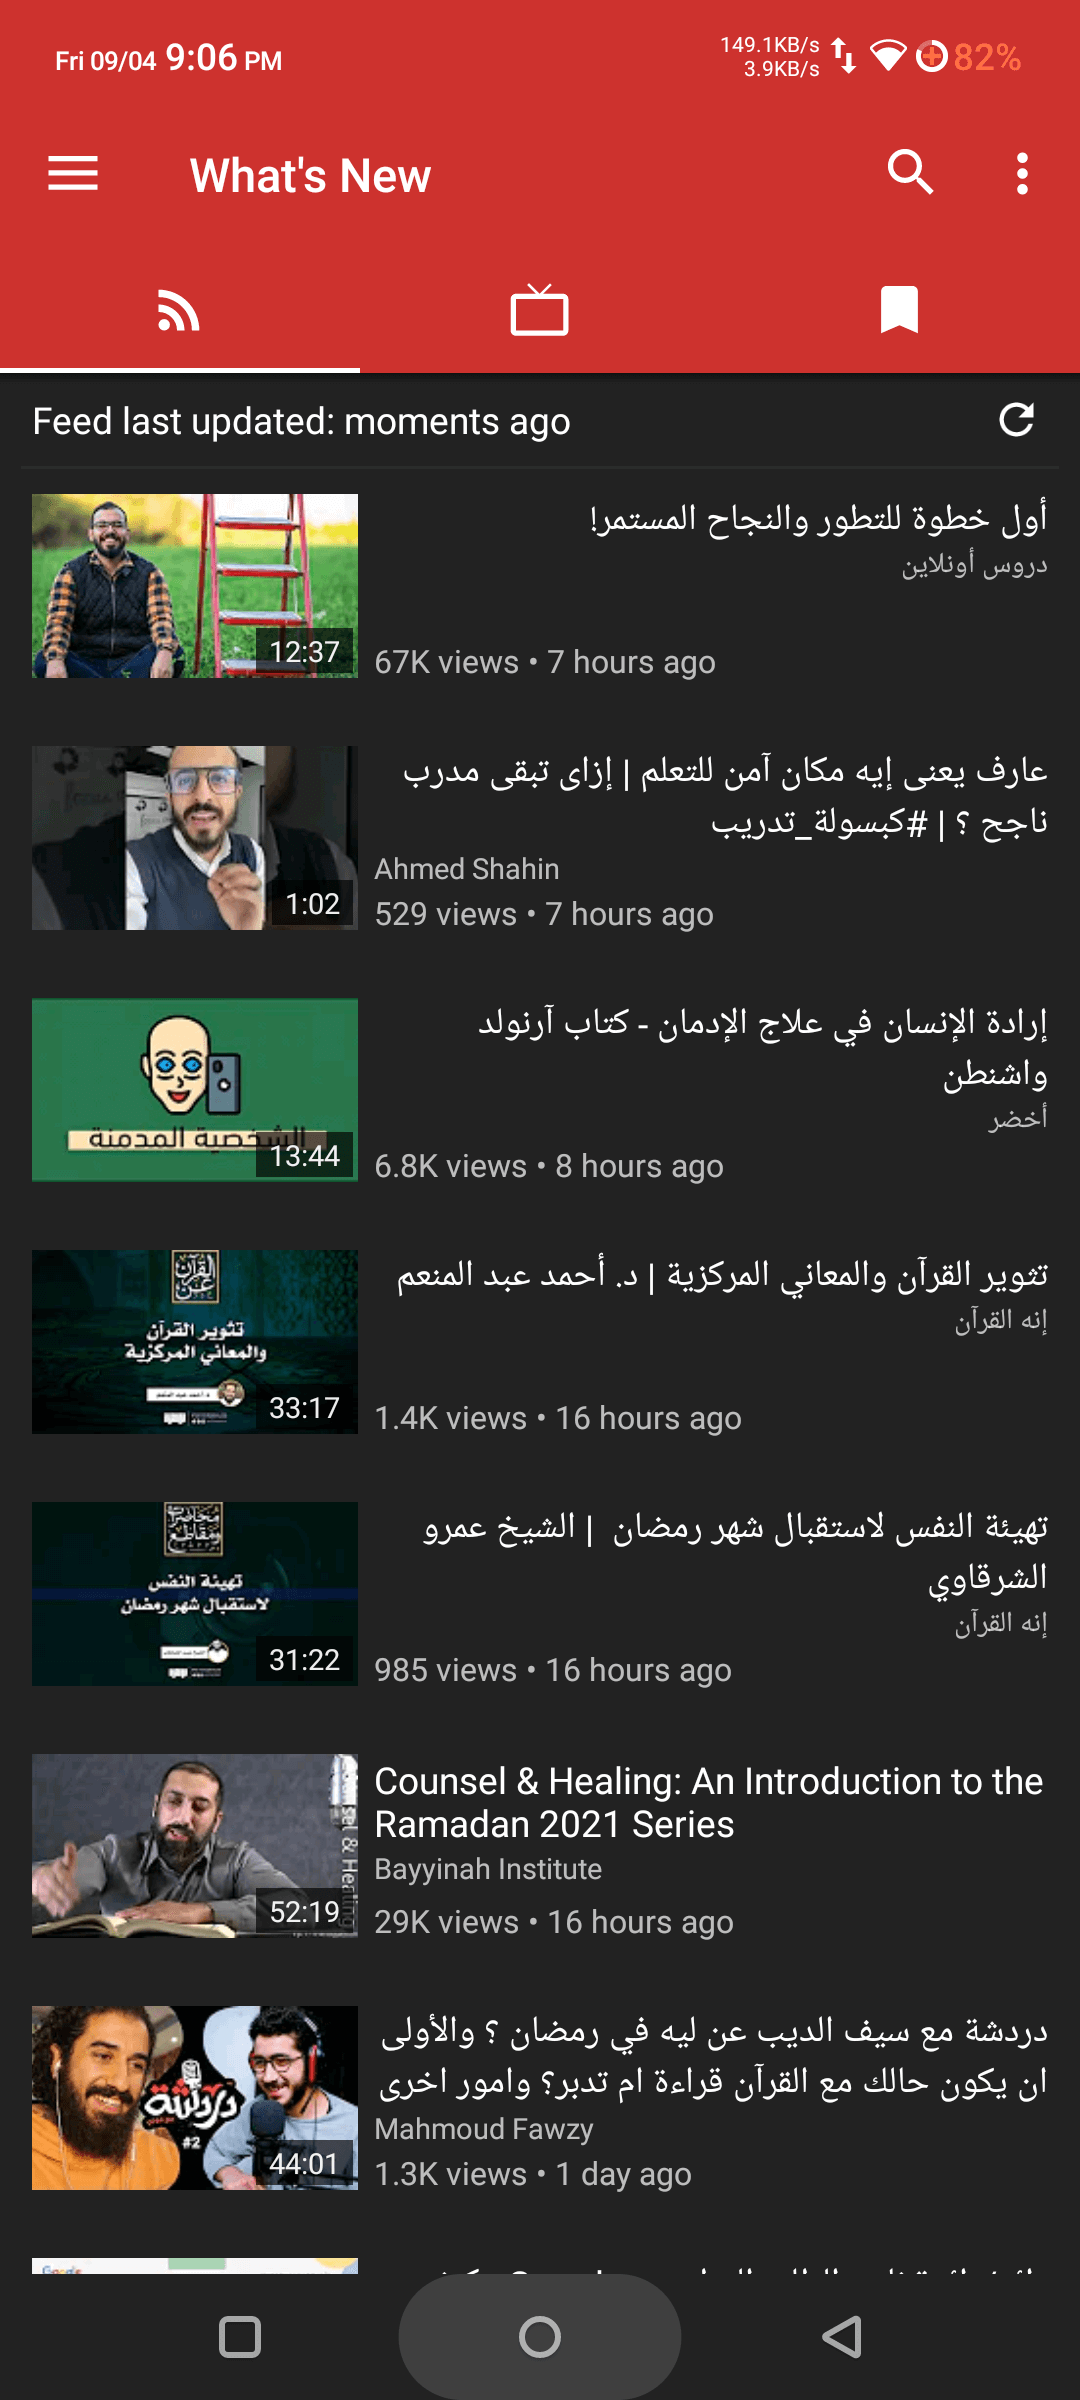 Fri 09/04 9:06 PM
149.1KB/s
3.9KB/s
82%
What's New
Feed last updated: moments ago
أول خطوة للتطور والنجاح المستمر!
دروس أونلاين
12:37
67K views • 7 hours ago
عارف يعنى إيه مكان آمن للتعلم | إزاى تبقى مدرب
ناجح ؟ | #كبسولة_تدريب
Ahmed Shahin
1:02
529 views • 7 hours ago
إرادة الإنسان في علاج الإدمان - كتاب آرنولد
واشنطن
أخضر
الشخصية المدمنة
13:44
6.8K views • 8 hours ago
تثوير القرآن والمعاني المركزية | د. أحمد عبد المنعم
إنه القرآن
تثوير القرآن
والمعاني المركزية
33:17
1.4K views • 16 hours ago
تهيئة النفس لاستقبال شهر رمضان | الشيخ عمرو
الشرقاوي
إنه القرآن
تهيئة النفس
لاستقبال شهر رمضان
31:22
985 views • 16 hours ago
Counsel & Healing: An Introduction to the
Ramadan 2021 Series
Bayyinah Institute
sel & Healing
52:19
29K views • 16 hours ago
دردشة مع سيف الديب عن ليه في رمضان ؟ والأولى
ان يكون حالك مع القرآن قراءة ام تدبر؟ وامور اخرى
Mahmoud Fawzy
دردشة
#2
44:01
1.3K views • 1 day ago